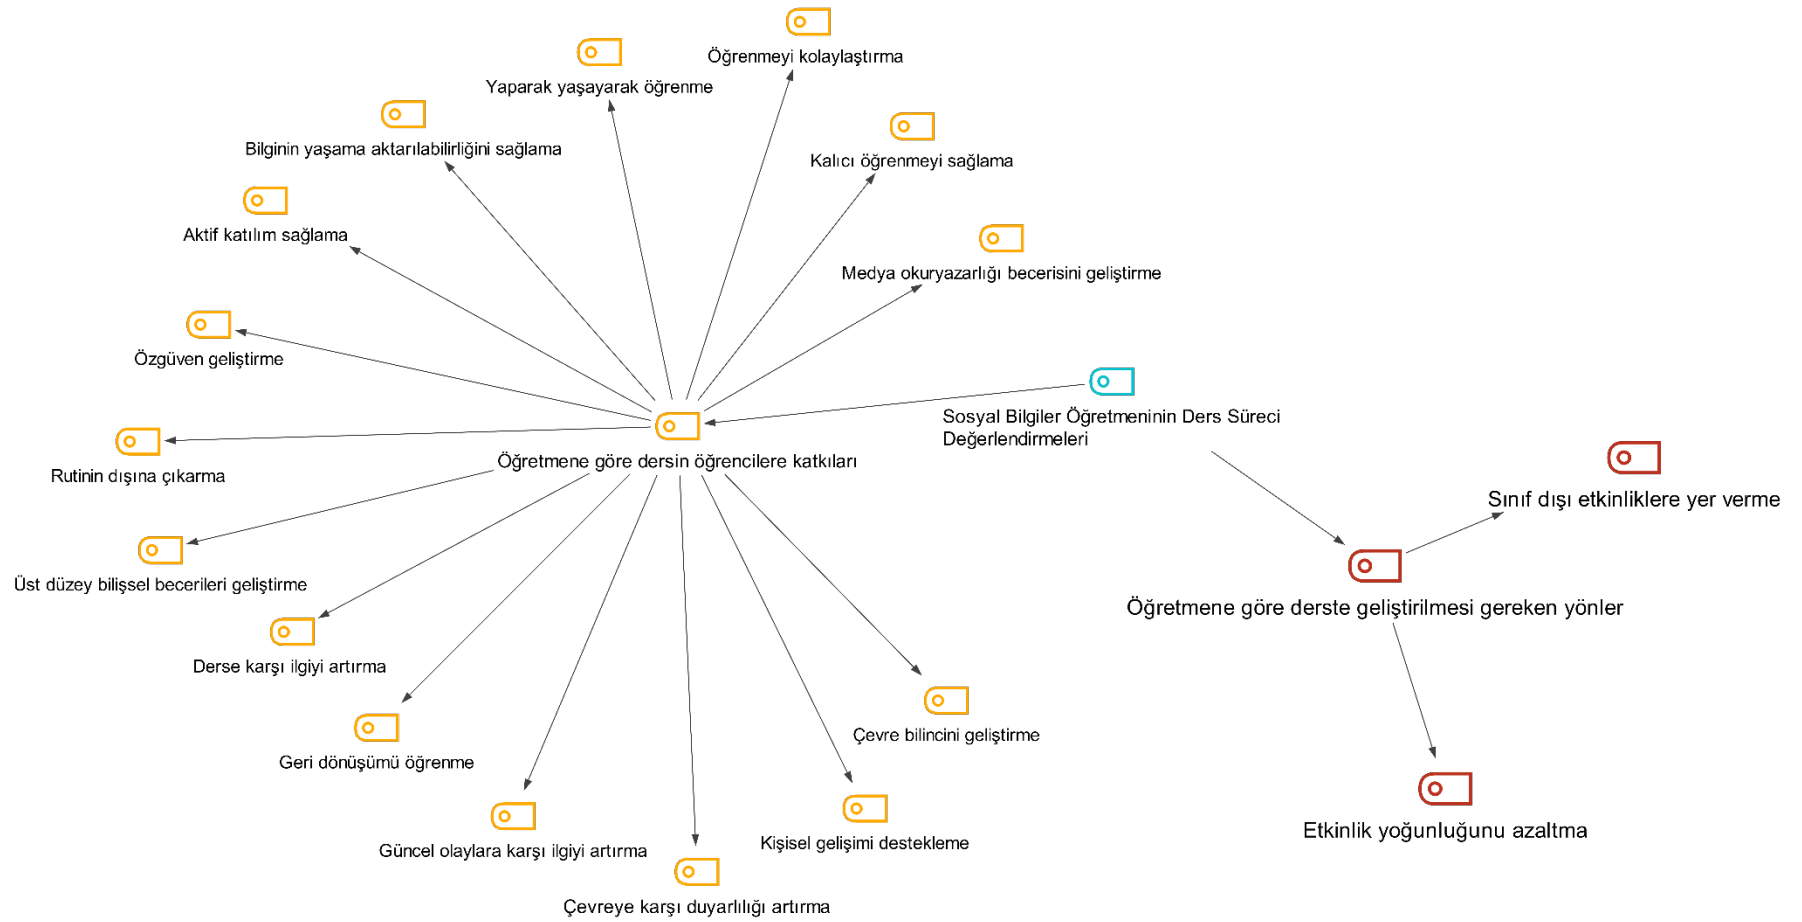 Öğrenmeyi kolaylaştırma
Yaparak yaşayarak öğrenme
Bilginin yaşama aktarılabilirliğini sağlama
Kalıcı öğrenmeyi sağlama
Aktif katılım sağlama
Medya okuryazarlığı becerisini geliştirme
Özgüven geliştirme
Sosyal Bilgiler Öğretmeninin Ders Süreci
Değerlendirmeleri
Öğretmene göre dersin öğrencilere katkıları
Rutinin dışına çıkarma
Sınıf dışı etkinliklere yer verme
Üst düzey bilişsel becerileri geliştirme
Öğretmene göre derste geliştirilmesi gereken yönler
Derse karşı ilgiyi artırma
Çevre bilincini geliştirme
Geri dönüşümü öğrenme
Etkinlik yoğunluğunu azaltma
Kişisel gelişimi destekleme
Güncel olaylara karşı ilgiyi artırma
Çevreye karşı duyarlılığı artırma